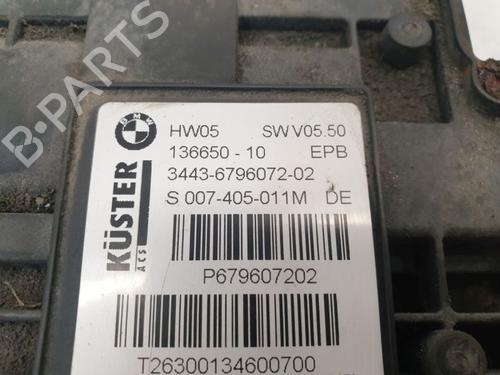 B-PARTS
BMW
HW05 SW V05.50
136650 - 10 EPB
3443-6796072-02
S 007-405-011M DE
KÜSTER
ACS
P679607202
T26300134600700